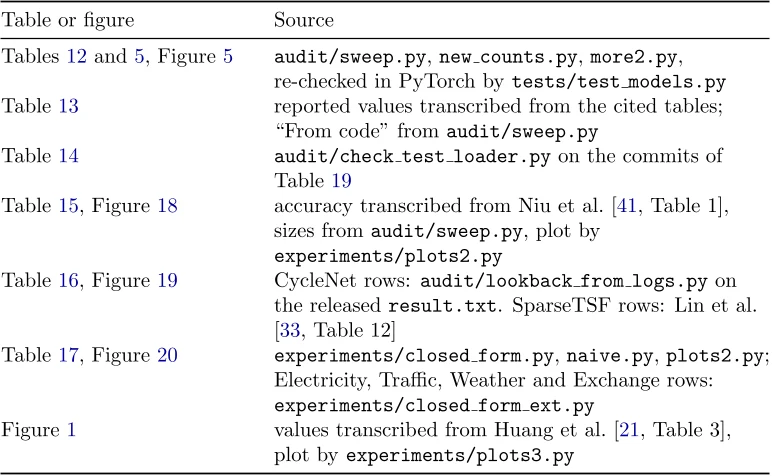 Table or figure Source
Tables 12 and 5, Figure 5 audit/sweep.py, new_counts.py, more2.py,
re-checked in PyTorch by tests/test_models.py
Table 13 reported values transcribed from the cited tables;
“From code” from audit/sweep.py
Table 14 audit/check_test_loader.py on the commits of
Table 19
Table 15, Figure 18 accuracy transcribed from Niu et al. [41, Table 1],
sizes from audit/sweep.py, plot by
experiments/plots2.py
Table 16, Figure 19 CycleNet rows: audit/lookback_from_logs.py on
the released result.txt. SparseTSF rows: Lin et al.
[33, Table 12]
Table 17, Figure 20 experiments/closed_form.py, naive.py, plots2.py;
Electricity, Traffic, Weather and Exchange rows:
experiments/closed_form_ext.py
Figure 1 values transcribed from Huang et al. [21, Table 3],
plot by experiments/plots3.py